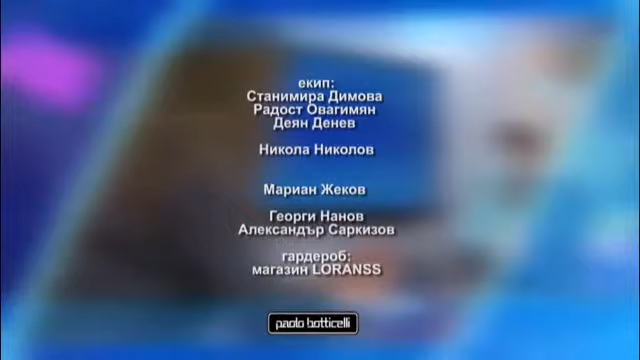 екип:
Станимира Димова
Радост Овагимян
Деян Денев
Никола Николов
Мариан Жеков
Георги Нанов
Александър Саркизов
гардероб:
магазин LORANSS
paolo botticelli